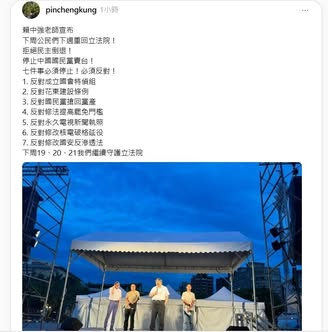 pinchengkung 1小時
賴中強老師宣布
下周公民們下週重回立法院！
拒絕民主倒退！
停止中國國民黨賣台！
七件事必須停止！必須反對！
1. 反對成立國會特偵組
2. 反對花東建設條例
3. 反對國民黨搶回黨產
4. 反對修法提高罷免門檻
5. 反對永久電視新聞執照
6. 反對修改核電破格延役
7. 反對修改國安反滲透法
下周19、20、21我們繼續守護立法院